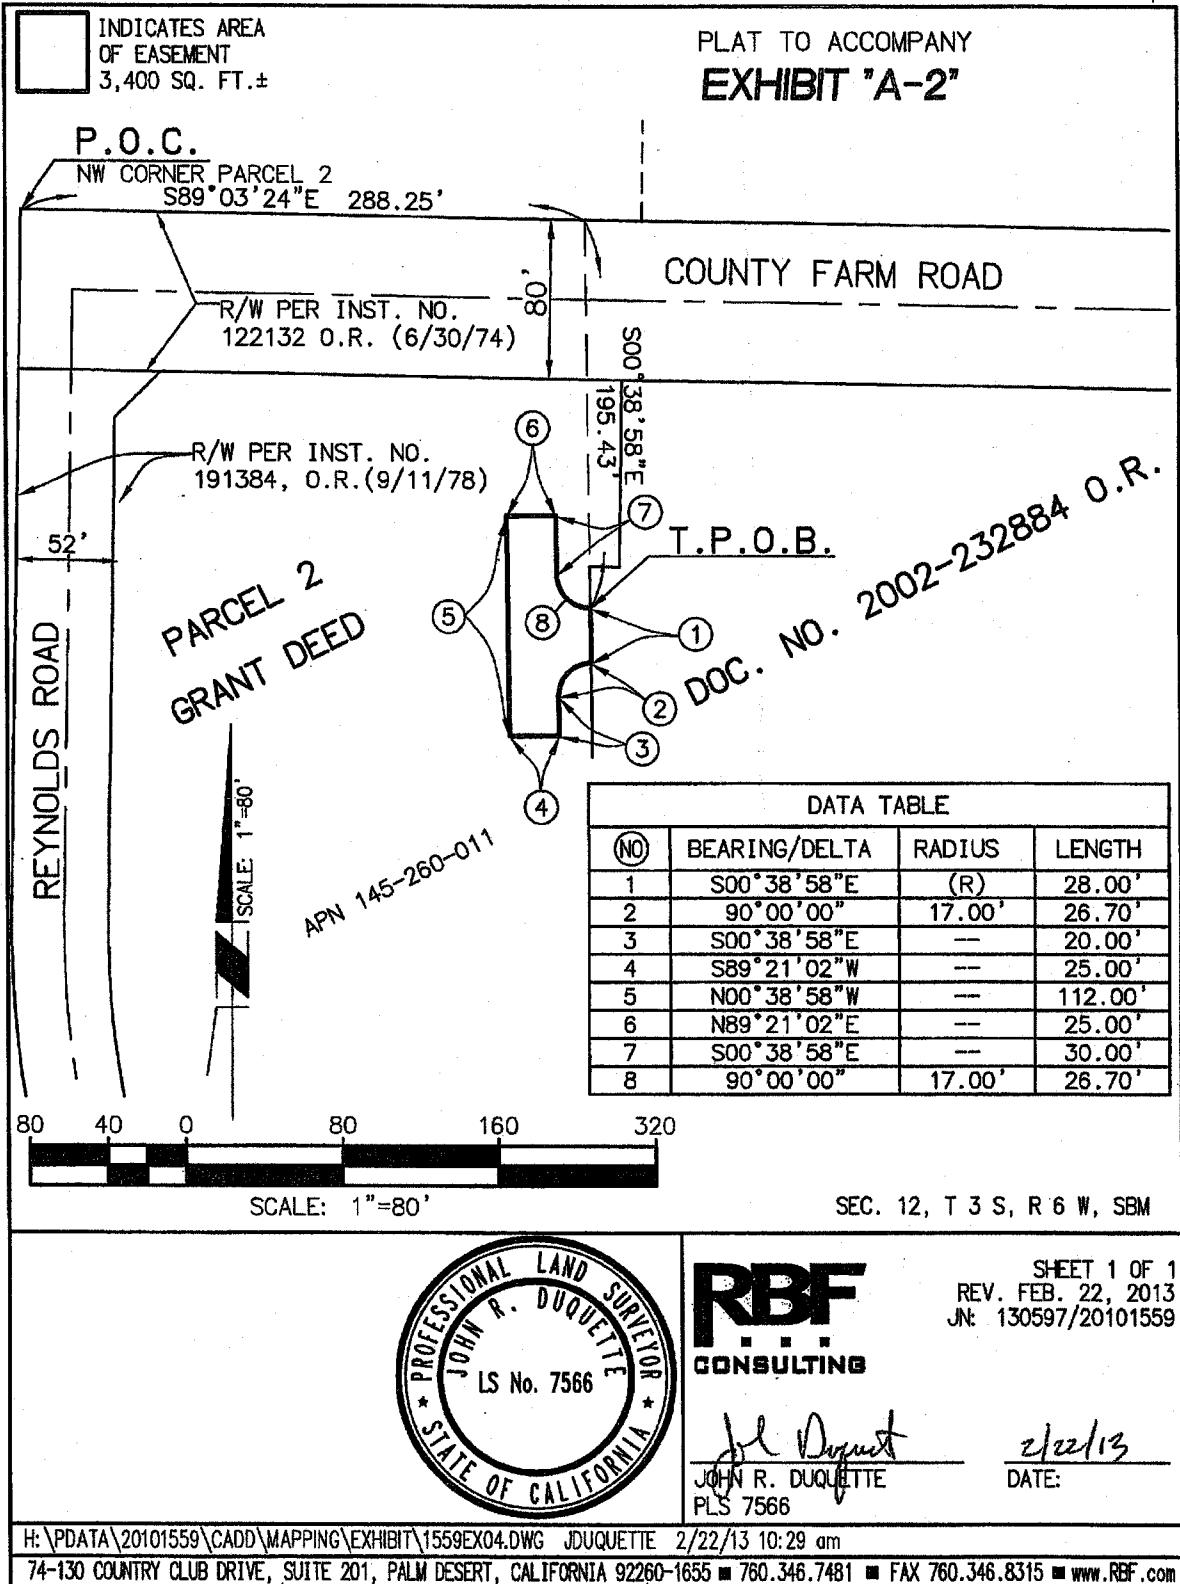 INDICATES AREA
OF EASEMENT
3,400 SQ. FT.±
PLAT TO ACCOMPANY
EXHIBIT "A-2"
P.O.C.
NW CORNER PARCEL 2
S89°03'24"E 288.25'
COUNTY FARM ROAD
80'
R/W PER INST. NO.
122132 O.R. (6/30/74)
S00°38'58"E
195.43'
R/W PER INST. NO.
191384, O.R.(9/11/78)
52'
6
7
T.P.O.B.
5
8
1
2
3
4
PARCEL 2
GRANT DEED
DOC. NO. 2002-232884 O.R.
REYNOLDS ROAD
SCALE: 1"=80'
APN 145-260-011
DATA TABLE
NO BEARING/DELTA RADIUS LENGTH
1 S00°38'58"E (R) 28.00'
2 90°00'00" 17.00' 26.70'
3 S00°38'58"E -- 20.00'
4 S89°21'02"W -- 25.00'
5 N00°38'58"W -- 112.00'
6 N89°21'02"E -- 25.00'
7 S00°38'58"E -- 30.00'
8 90°00'00" 17.00' 26.70'
80 40 0 80 160 320
SCALE: 1"=80'
SEC. 12, T 3 S, R 6 W, SBM
PROFESSIONAL LAND SURVEYOR
JOHN R. DUQUETTE
LS No. 7566
★ STATE OF CALIFORNIA ★
RBF
CONSULTING
SHEET 1 OF 1
REV. FEB. 22, 2013
JN: 130597/20101559
2/22/13
JOHN R. DUQUETTE
DATE:
PLS 7566
H:\PDATA\20101559\CADD\MAPPING\EXHIBIT\1559EX04.DWG JDUQUETTE 2/22/13 10:29 am
74-130 COUNTRY CLUB DRIVE, SUITE 201, PALM DESERT, CALIFORNIA 92260-1655 ■ 760.346.7481 ■ FAX 760.346.8315 ■ www.RBF.com